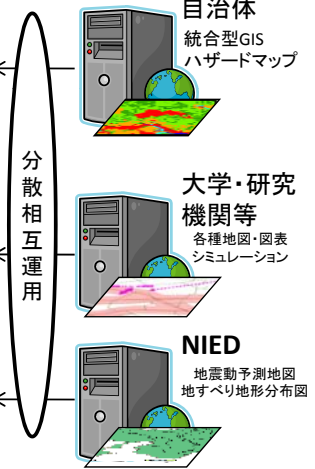 分散相互運用
自治体
統合型GIS
ハザードマップ
大学・研究
機関等
各種地図・図表
シミュレーション
NIED
地震動予測地図
地すべり地形分布図